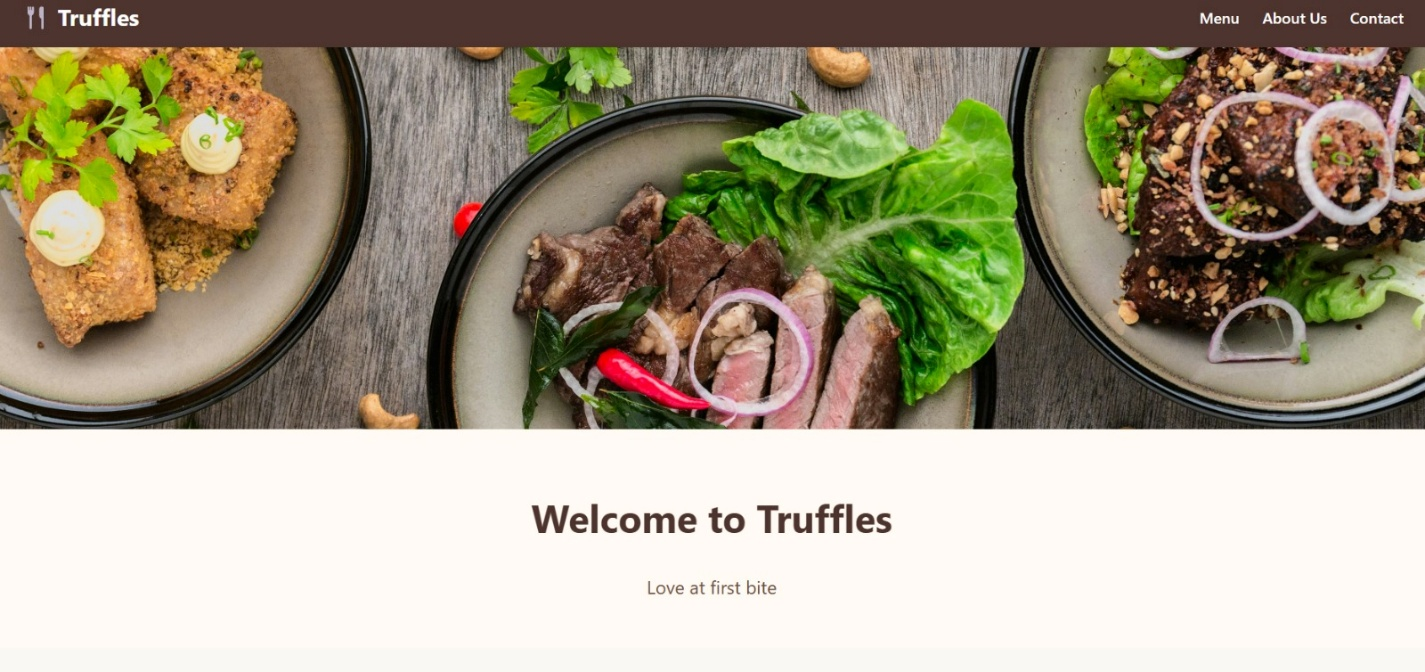 Truffles
Menu About Us Contact
Welcome to Truffles
Love at first bite